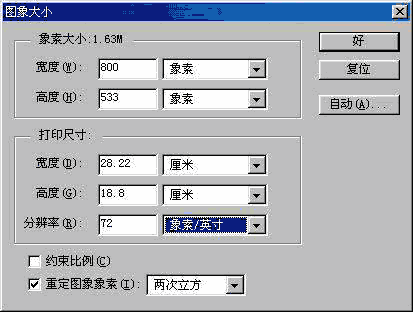 图象大小
象素大小:1.63M
宽度(W): 800 象素
高度(H): 533 象素
打印尺寸:
宽度(D): 28.22 厘米
高度(G): 18.8 厘米
分辨率(R): 72 象素/英寸
约束比例(C)
重定图象象素(I): 两次立方
好
复位
自动(A)...